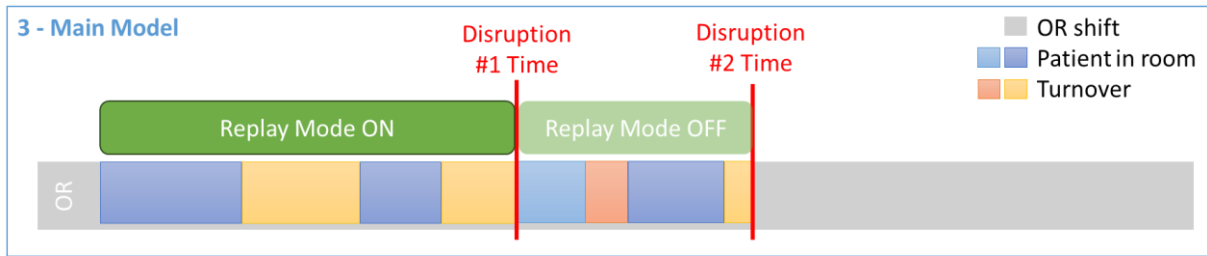 3 - Main Model
Disruption
#1 Time
Disruption
#2 Time
OR shift
Patient in room
Turnover
Replay Mode ON
Replay Mode OFF
OR